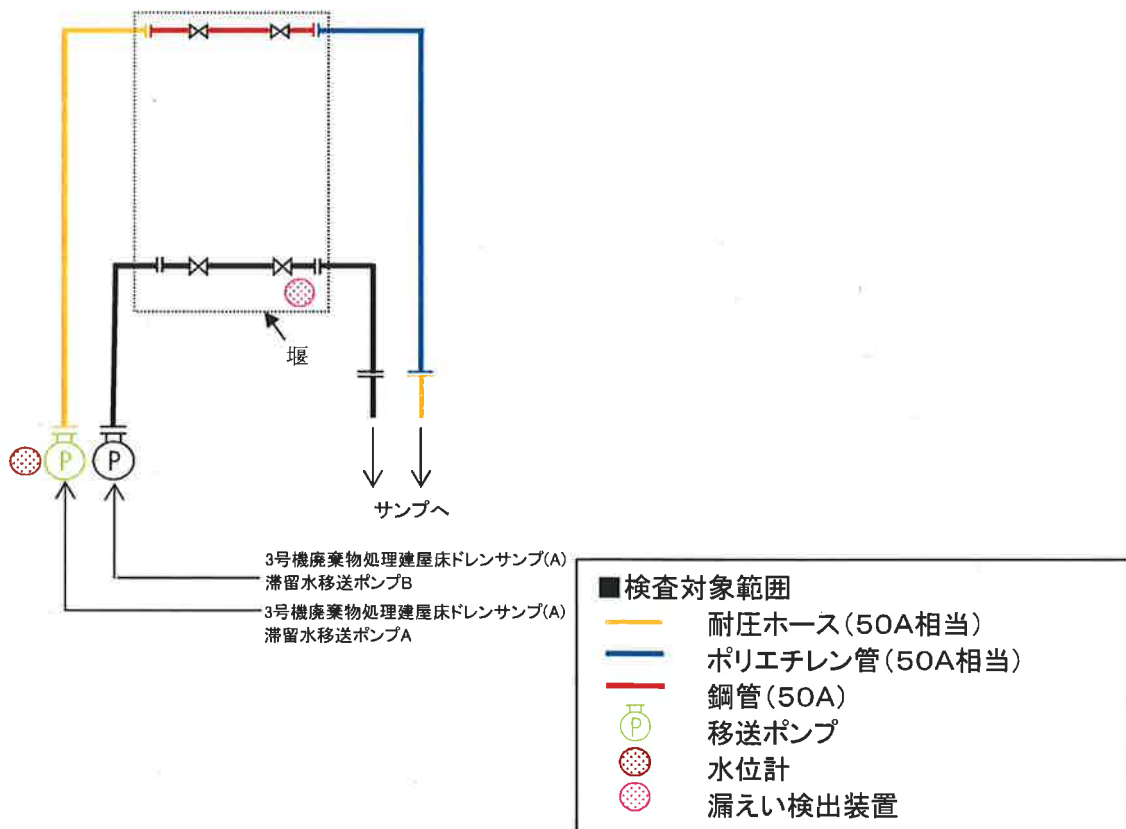 堰
P
P
サンプへ
3号機廃棄物処理建屋床ドレンサンプ(A)
滞留水移送ポンプB
3号機廃棄物処理建屋床ドレンサンプ(A)
滞留水移送ポンプA
■検査対象範囲
耐圧ホース(50A相当)
ポリエチレン管(50A相当)
鋼管(50A)
P
移送ポンプ
水位計
漏えい検出装置